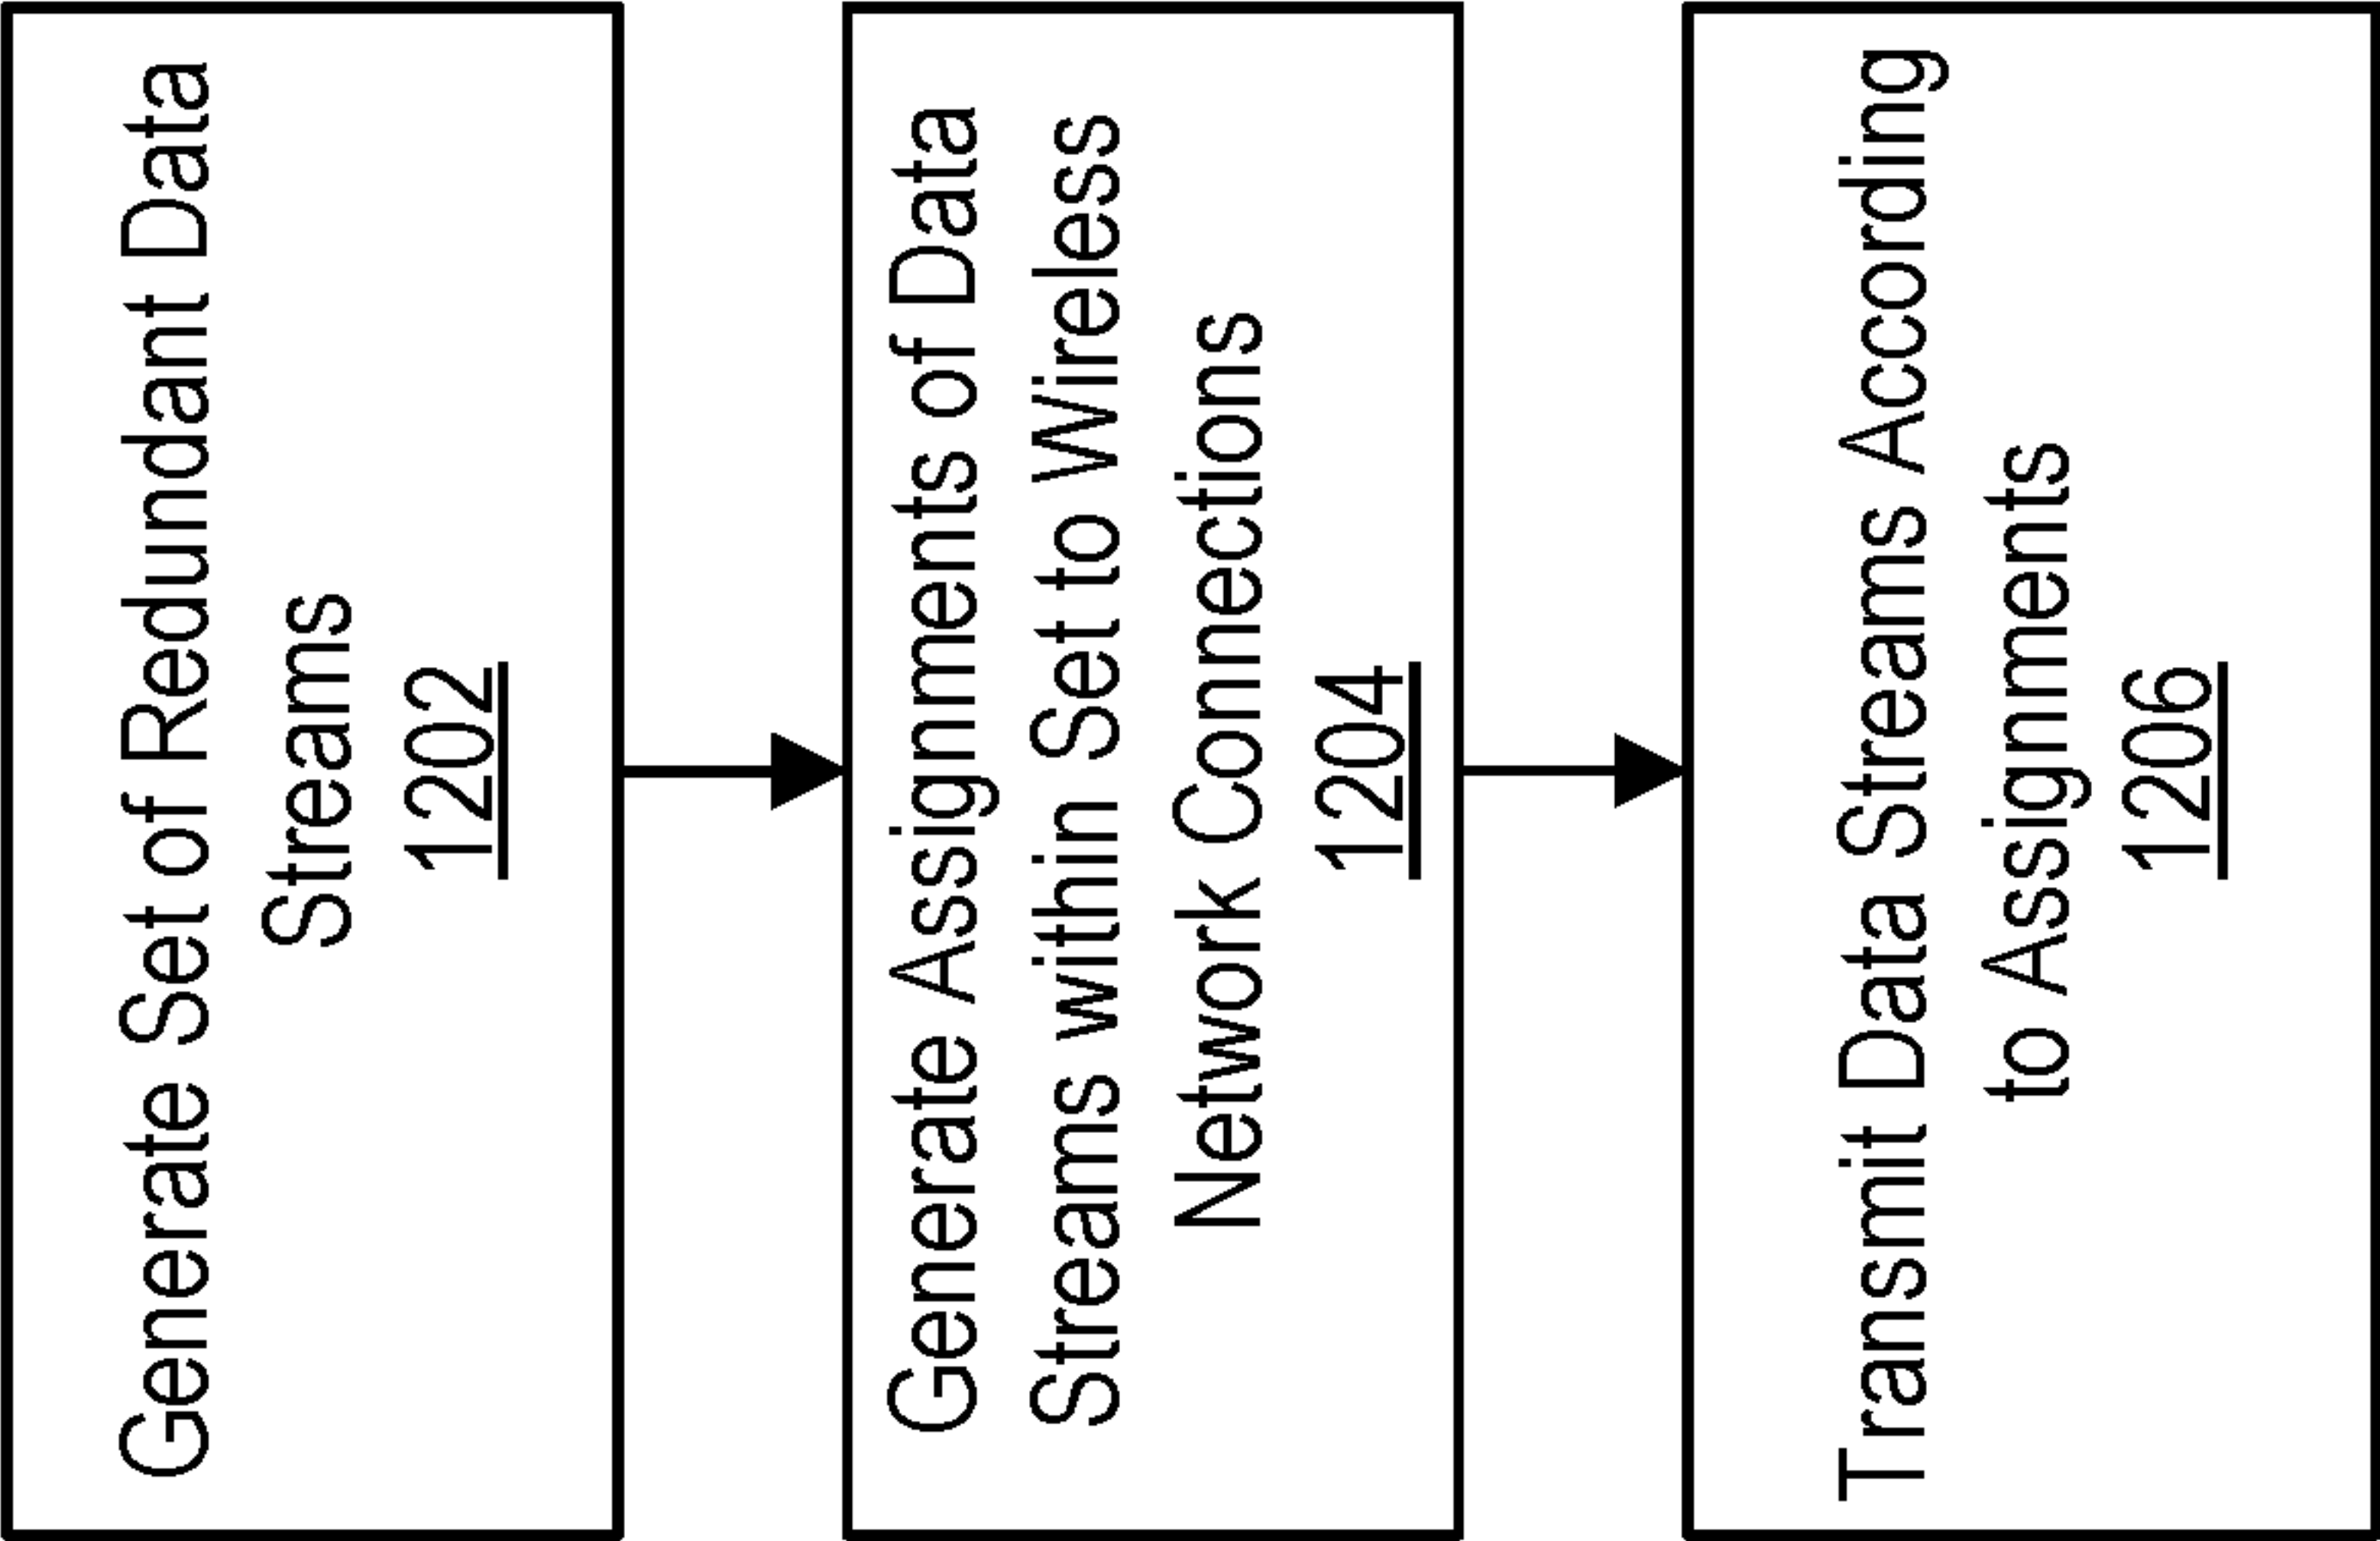 Generate Set of Redundant Data
Streams
1202
Generate Assignments of Data
Streams within Set to Wireless
Network Connections
1204
Transmit Data Streams According
to Assignments
1206